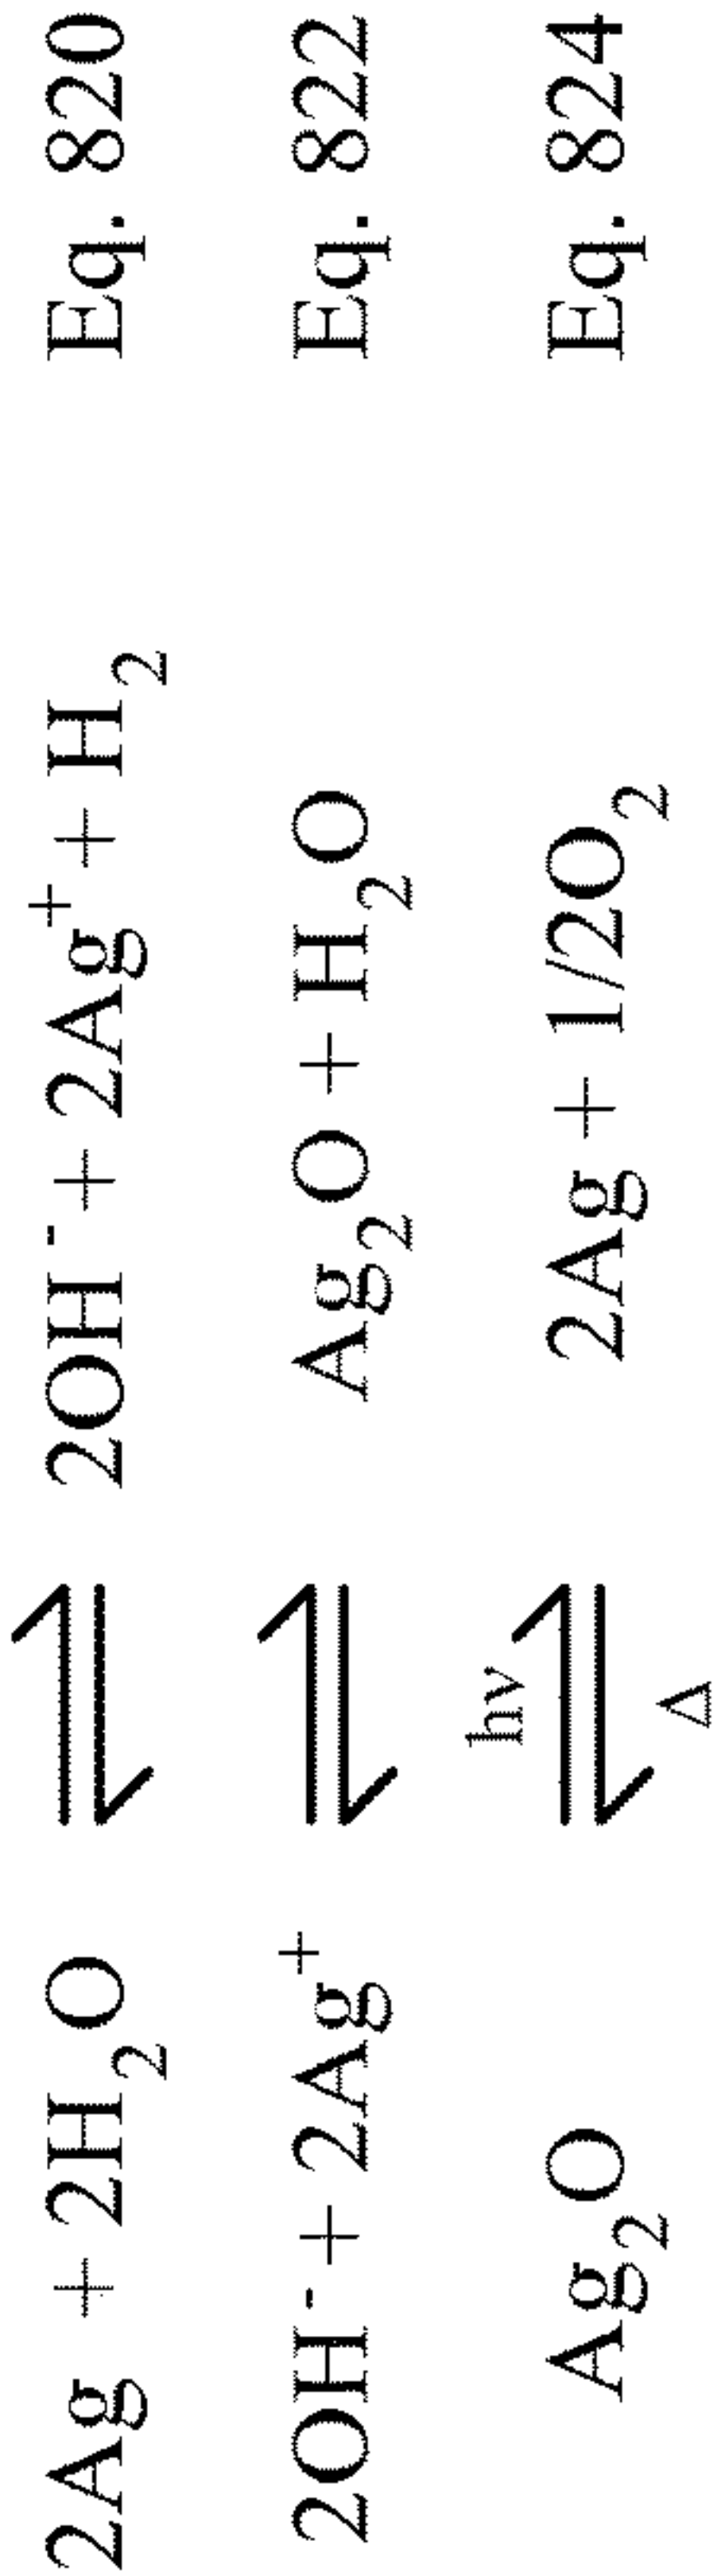 2Ag + 2H₂O ⇌ 2OH⁻ + 2Ag⁺ + H₂ Eq. 820
2OH⁻ + 2Ag⁺ ⇌ Ag₂O + H₂O Eq. 822
Ag₂O hν ⇌ Δ 2Ag + 1/2O₂ Eq. 824